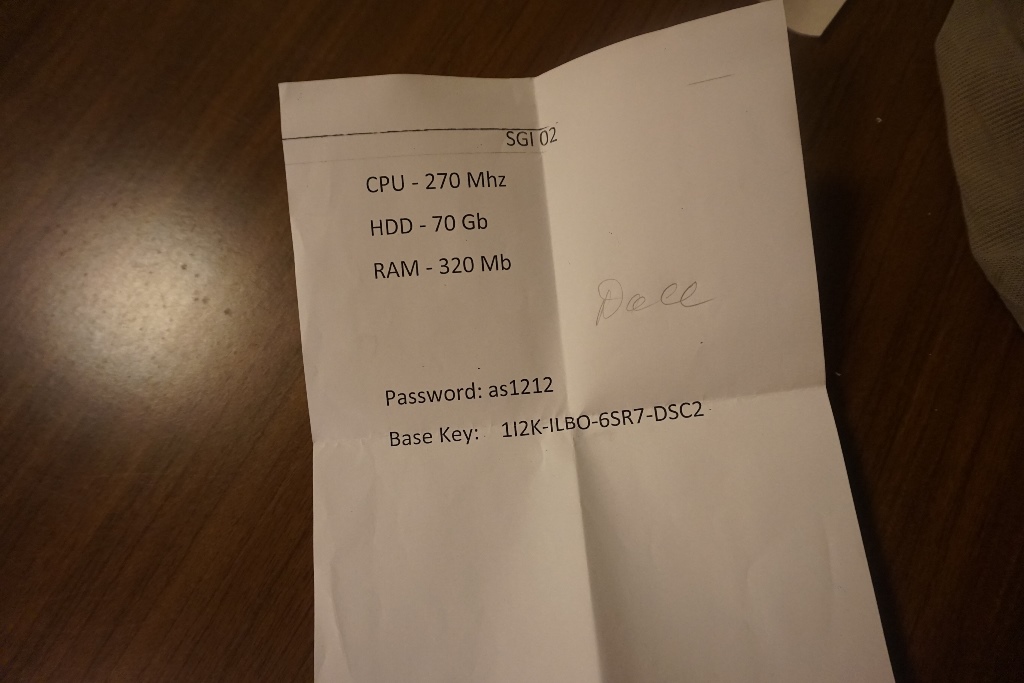 SGI 02
CPU - 270 Mhz
HDD - 70 Gb
RAM - 320 Mb
Password: as1212
Base Key: 1I2K-ILBO-6SR7-DSC2